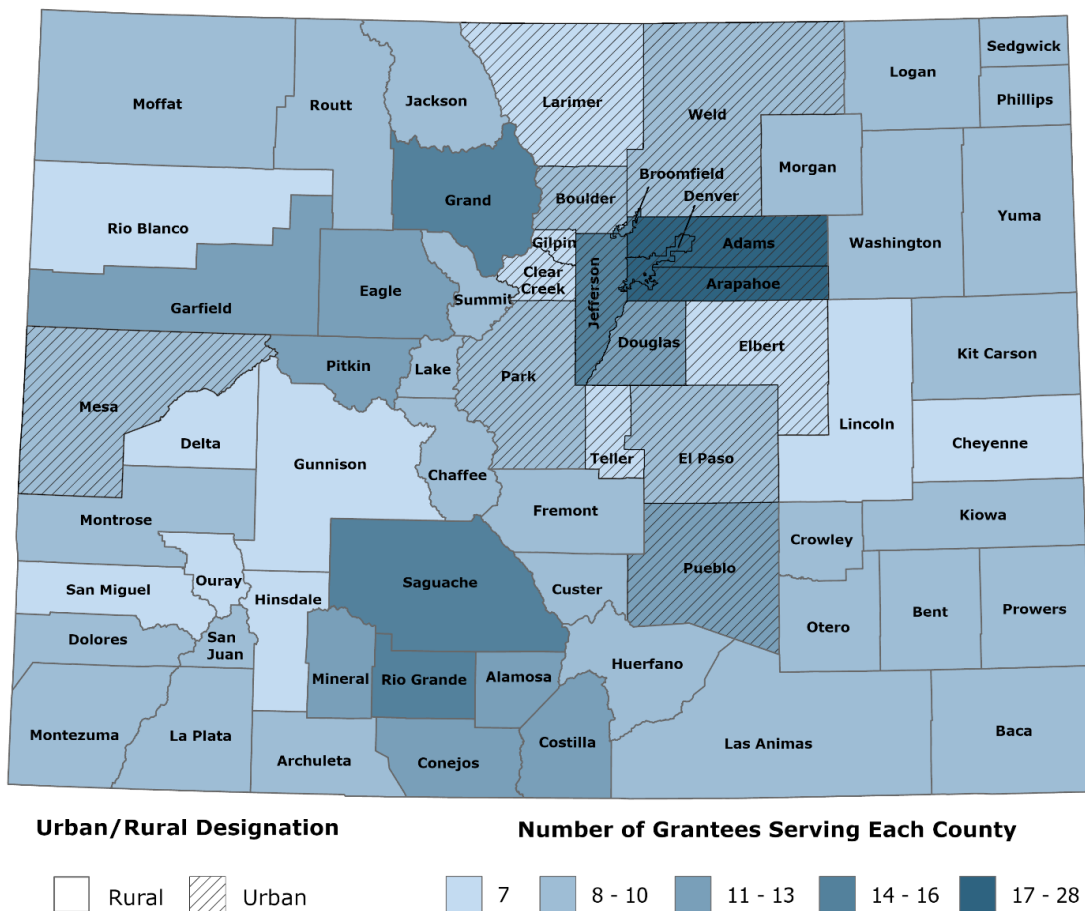 Sedgwick
Logan
Moffat
Routt
Jackson
Larimer
Phillips
Weld
Morgan
Broomfield
Boulder
Denver
Grand
Yuma
Rio Blanco
Gilpin
Adams
Washington
Clear
Creek
Eagle
Arapahoe
Summit
Garfield
Jefferson
Douglas
Elbert
Kit Carson
Pitkin
Lake
Park
Mesa
Lincoln
Delta
Cheyenne
Gunnison
Teller
El Paso
Chaffee
Fremont
Kiowa
Montrose
Crowley
Pueblo
Ouray
Saguache
San Miguel
Custer
Hinsdale
Bent
Prowers
Otero
Dolores
San
Juan
Huerfano
Mineral
Rio Grande
Alamosa
Montezuma
La Plata
Baca
Costilla
Las Animas
Archuleta
Conejos
Urban/Rural Designation
Number of Grantees Serving Each County
Rural
Urban
7
8 - 10
11 - 13
14 - 16
17 - 28